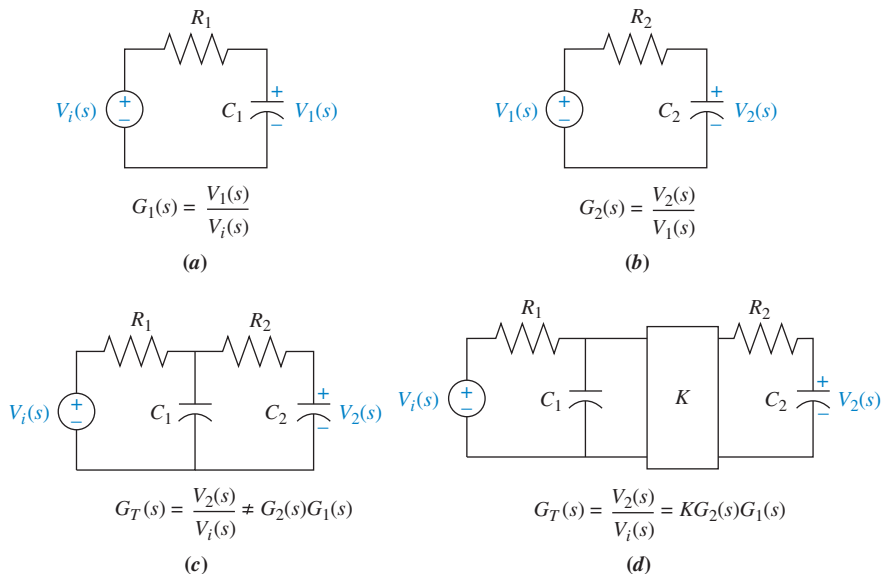 R1
Vi(s)
+
−
C1
+
−
V1(s)
G1(s) = V1(s) / Vi(s)
(a)
R2
V1(s)
+
−
C2
+
−
V2(s)
G2(s) = V2(s) / V1(s)
(b)
R1
R2
Vi(s)
+
−
C1
C2
+
−
V2(s)
GT(s) = V2(s) / Vi(s) ≠ G2(s)G1(s)
(c)
R1
R2
Vi(s)
+
−
C1
K
C2
+
−
V2(s)
GT(s) = V2(s) / Vi(s) = KG2(s)G1(s)
(d)